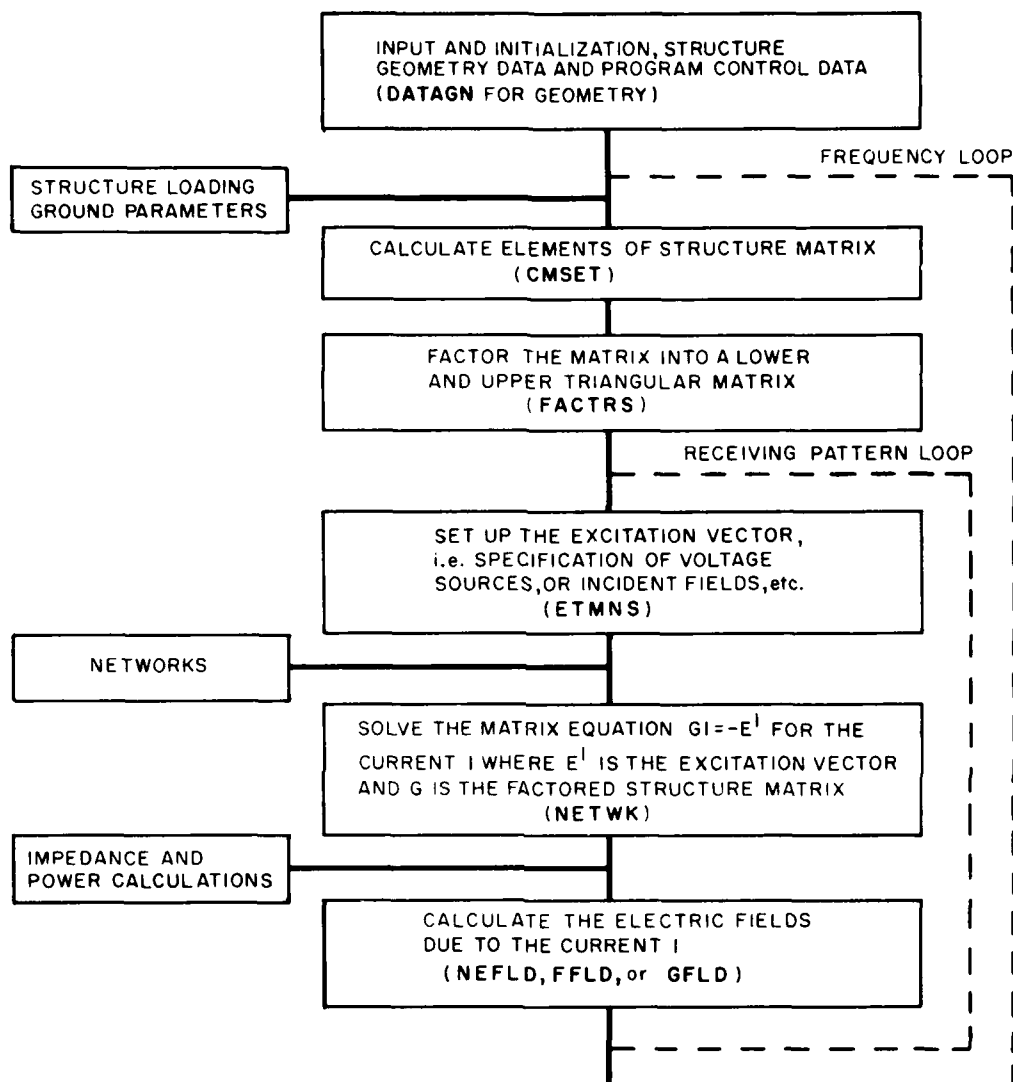 INPUT AND INITIALIZATION, STRUCTURE
GEOMETRY DATA AND PROGRAM CONTROL DATA
(DATAGN FOR GEOMETRY)
FREQUENCY LOOP
STRUCTURE LOADING
GROUND PARAMETERS
CALCULATE ELEMENTS OF STRUCTURE MATRIX
(CMSET)
FACTOR THE MATRIX INTO A LOWER
AND UPPER TRIANGULAR MATRIX
(FACTRS)
RECEIVING PATTERN LOOP
SET UP THE EXCITATION VECTOR,
i.e. SPECIFICATION OF VOLTAGE
SOURCES, OR INCIDENT FIELDS, etc.
(ETMNS)
NETWORKS
SOLVE THE MATRIX EQUATION GI=-E^I FOR THE
CURRENT I WHERE E^I IS THE EXCITATION VECTOR
AND G IS THE FACTORED STRUCTURE MATRIX
(NETWK)
IMPEDANCE AND
POWER CALCULATIONS
CALCULATE THE ELECTRIC FIELDS
DUE TO THE CURRENT I
(NEFLD, FFLD, or GFLD)